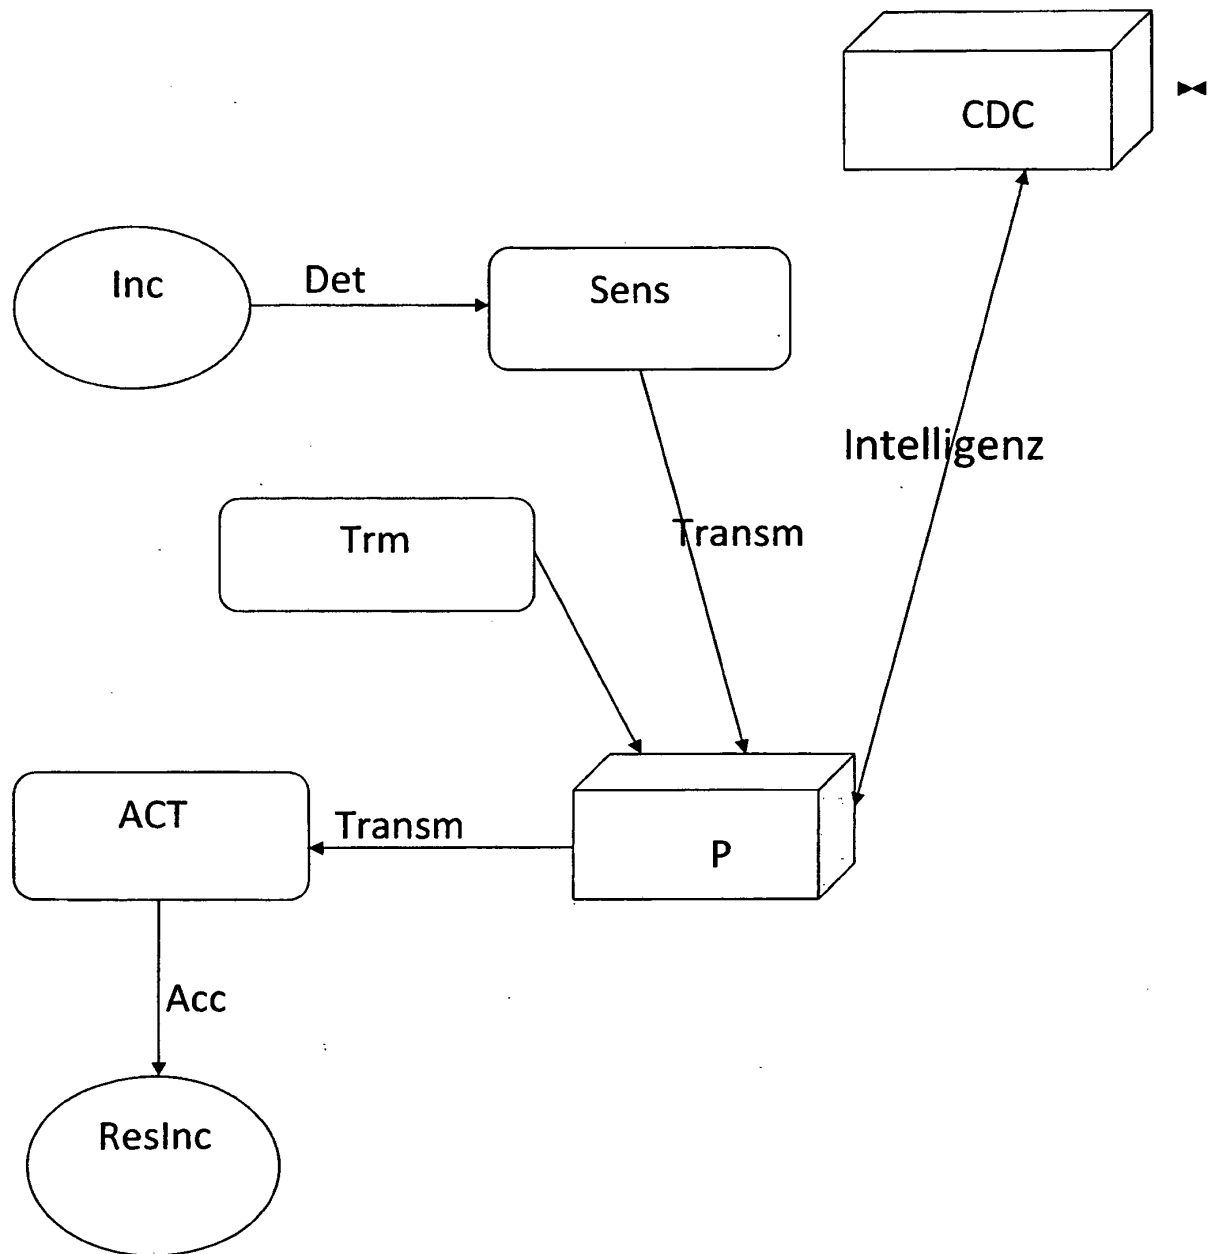 CDC
Inc
Det
Sens
Intelligenz
Transm
Trm
ACT
Transm
P
Acc
ResInc